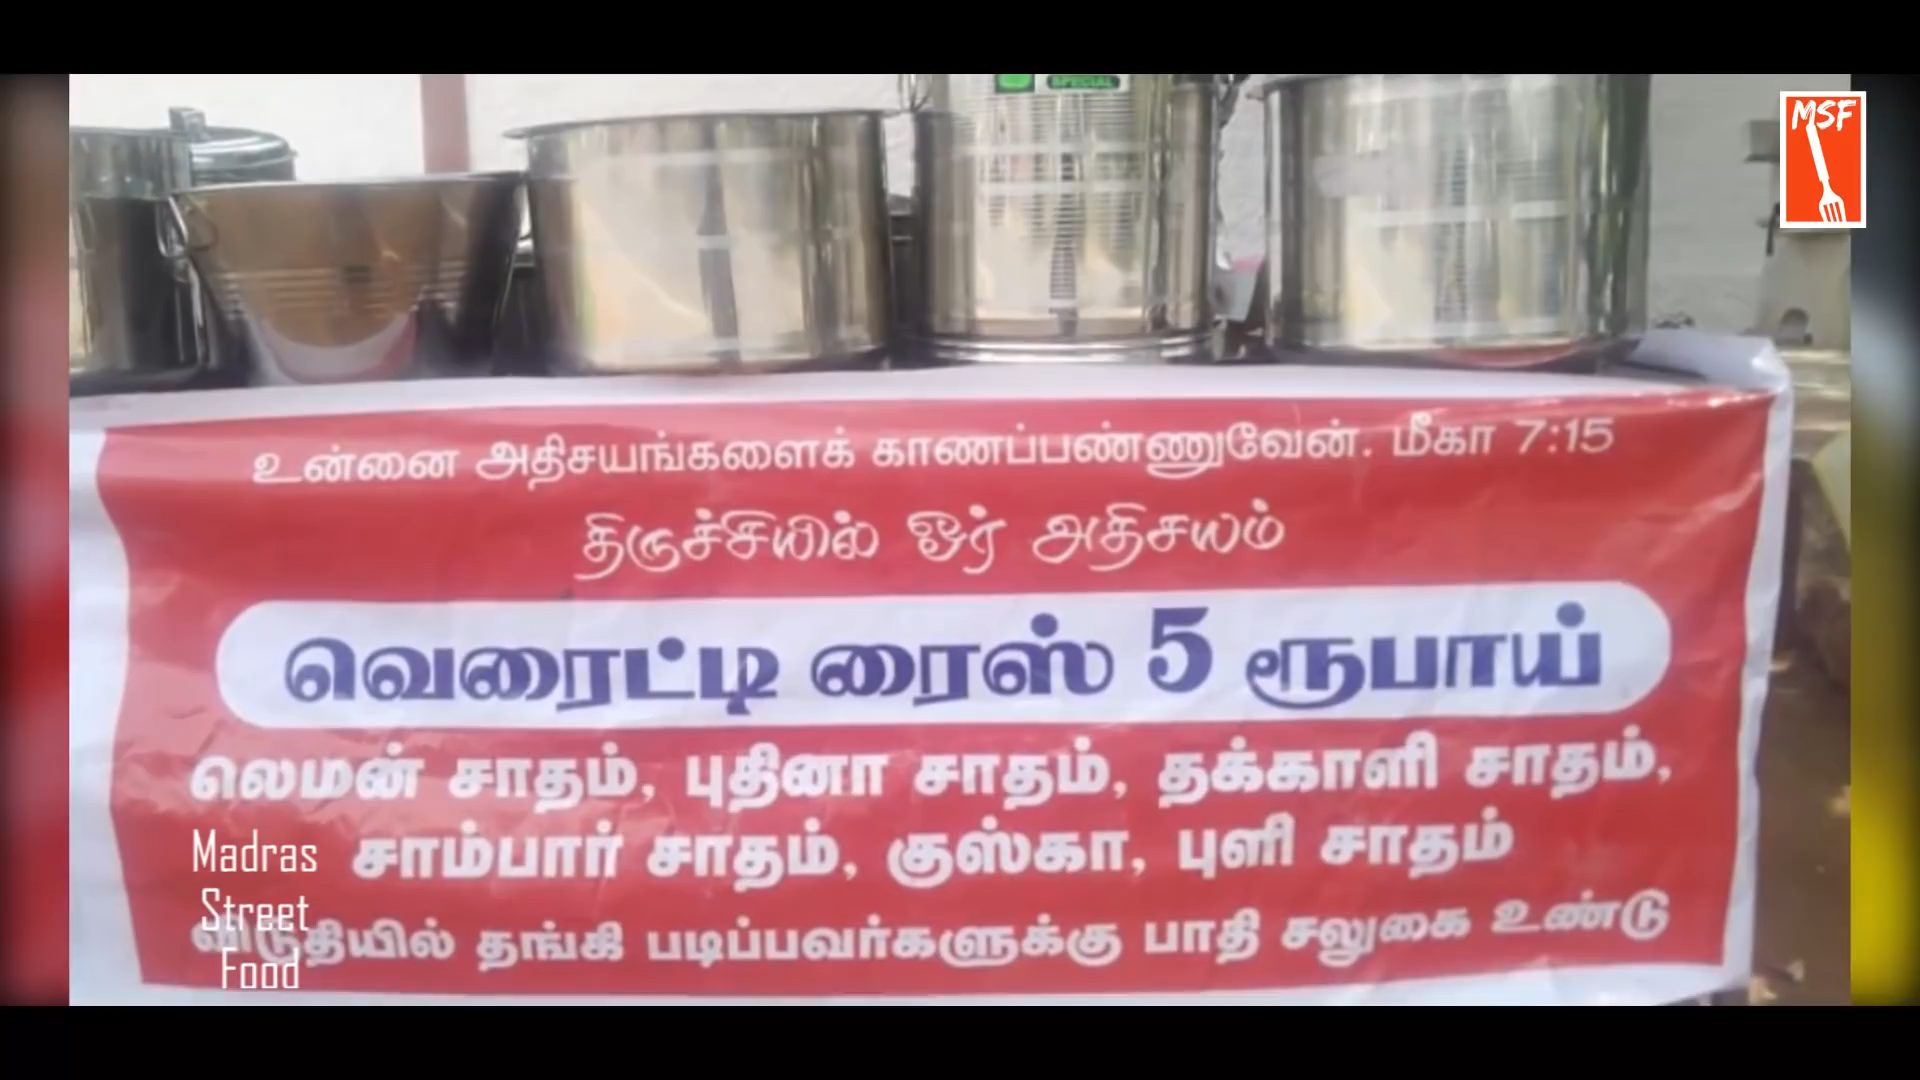 SPECIAL
MSF
உன்னை அதிசயங்களைக் காணப்பண்ணுவேன். மீகா 7:15
திருச்சியில் ஓர் அதிசயம்
வெரைட்டி ரைஸ் 5 ரூபாய்
லெமன் சாதம், புதினா சாதம், தக்காளி சாதம்,
சாம்பார் சாதம், குஸ்கா, புளி சாதம்
விடுதியில் தங்கி படிப்பவர்களுக்கு பாதி சலுகை உண்டு
Madras
Street
Food